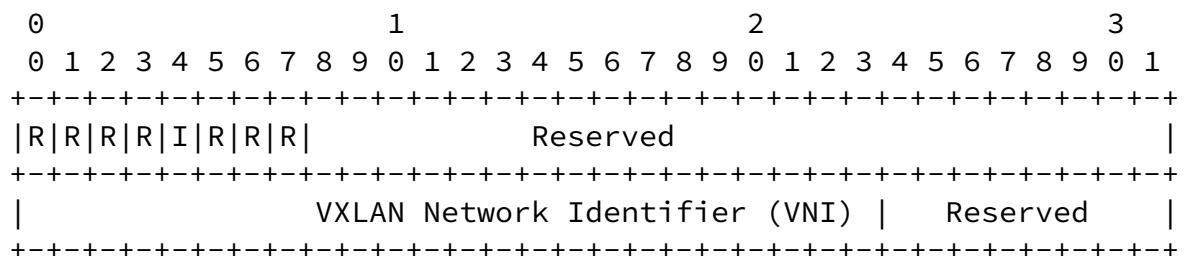 0                   1                   2                   3
 0 1 2 3 4 5 6 7 8 9 0 1 2 3 4 5 6 7 8 9 0 1 2 3 4 5 6 7 8 9 0 1
+-+-+-+-+-+-+-+-+-+-+-+-+-+-+-+-+-+-+-+-+-+-+-+-+-+-+-+-+-+-+-+-+
|R|R|R|R|I|R|R|R|            Reserved                           |
+-+-+-+-+-+-+-+-+-+-+-+-+-+-+-+-+-+-+-+-+-+-+-+-+-+-+-+-+-+-+-+-+
|                VXLAN Network Identifier (VNI) |   Reserved    |
+-+-+-+-+-+-+-+-+-+-+-+-+-+-+-+-+-+-+-+-+-+-+-+-+-+-+-+-+-+-+-+-+